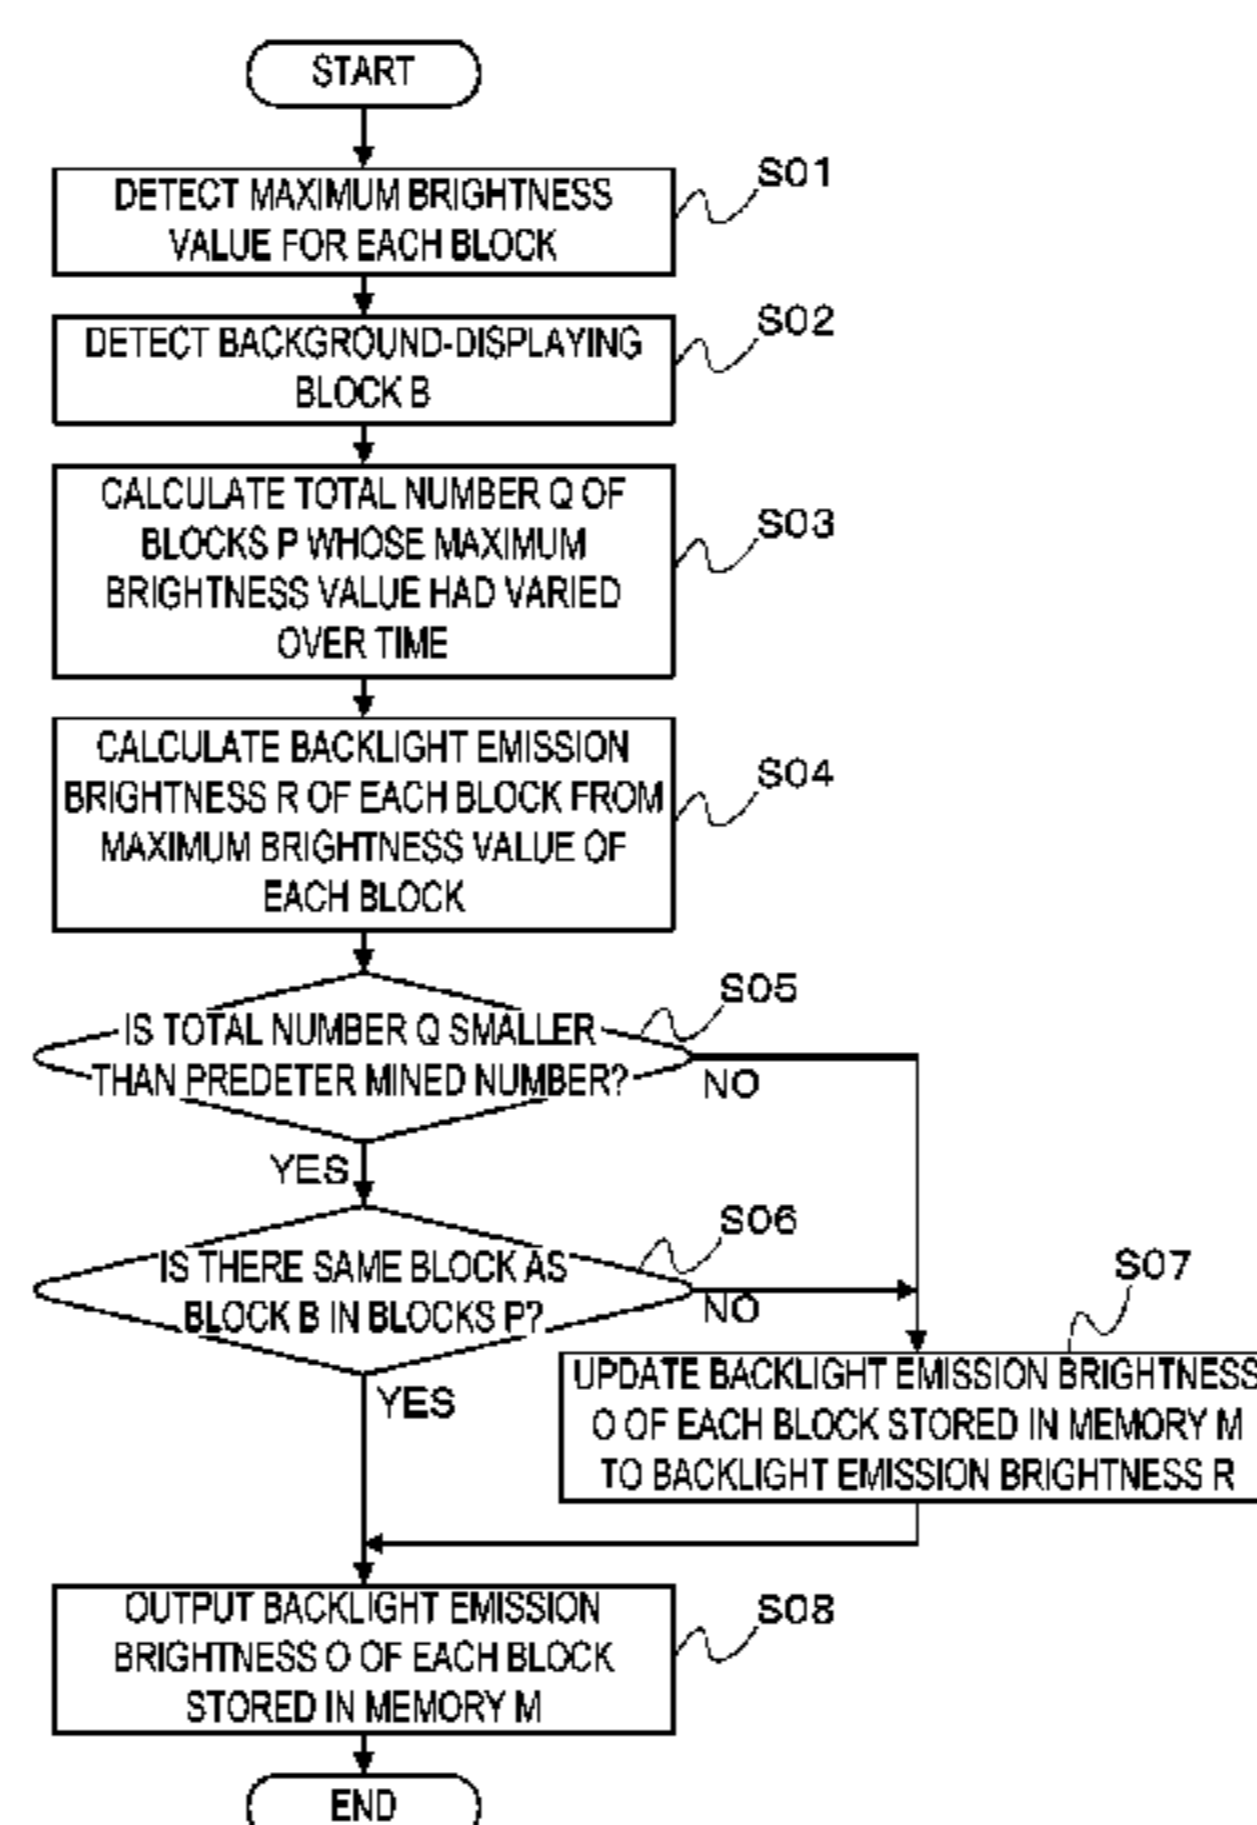 START
DETECT MAXIMUM BRIGHTNESS
VALUE FOR EACH BLOCK
S01
DETECT BACKGROUND-DISPLAYING
BLOCK B
S02
CALCULATE TOTAL NUMBER Q OF
BLOCKS P WHOSE MAXIMUM
BRIGHTNESS VALUE HAD VARIED
OVER TIME
S03
CALCULATE BACKLIGHT EMISSION
BRIGHTNESS R OF EACH BLOCK FROM
MAXIMUM BRIGHTNESS VALUE OF
EACH BLOCK
S04
IS TOTAL NUMBER Q SMALLER
THAN PREDETER MINED NUMBER?
S05
NO
YES
IS THERE SAME BLOCK AS
BLOCK B IN BLOCKS P?
S06
NO
YES
S07
UPDATE BACKLIGHT EMISSION BRIGHTNESS
O OF EACH BLOCK STORED IN MEMORY M
TO BACKLIGHT EMISSION BRIGHTNESS R
OUTPUT BACKLIGHT EMISSION
BRIGHTNESS O OF EACH BLOCK
STORED IN MEMORY M
S08
END